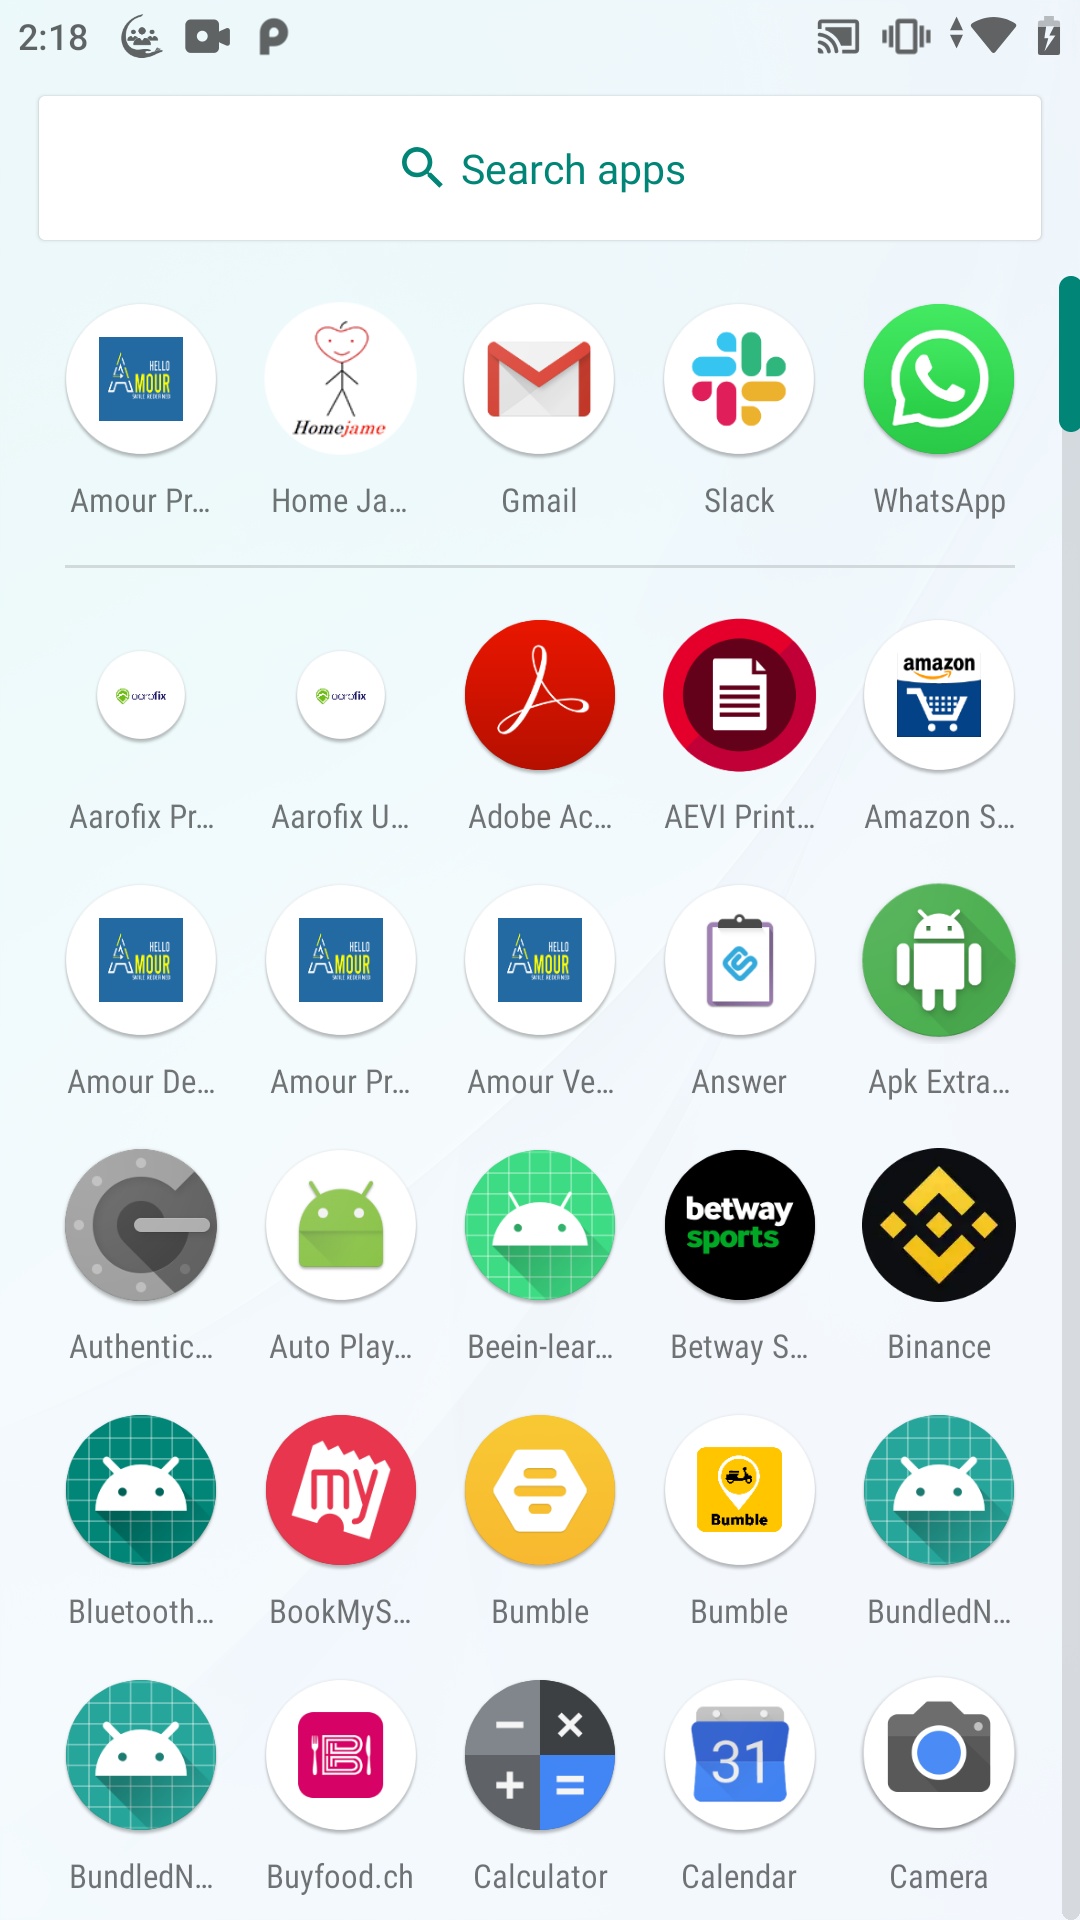 2:18
Search apps
HELLO
AMOUR
Homejame
Amour Pr...
Home Ja...
Gmail
Slack
WhatsApp
aarofix
aarofix
amazon
Aarofix Pr...
Aarofix U...
Adobe Ac...
AEVI Print...
Amazon S...
HELLO
AMOUR
HELLO
AMOUR
HELLO
AMOUR
Amour De...
Amour Pr...
Amour Ve...
Answer
Apk Extra...
betway
sports
Authentic...
Auto Play...
Beein-lear...
Betway S...
Binance
my
Bumble
Bluetooth...
BookMyS...
Bumble
Bumble
BundledN...
B
31
BundledN...
Buyfood.ch
Calculator
Calendar
Camera